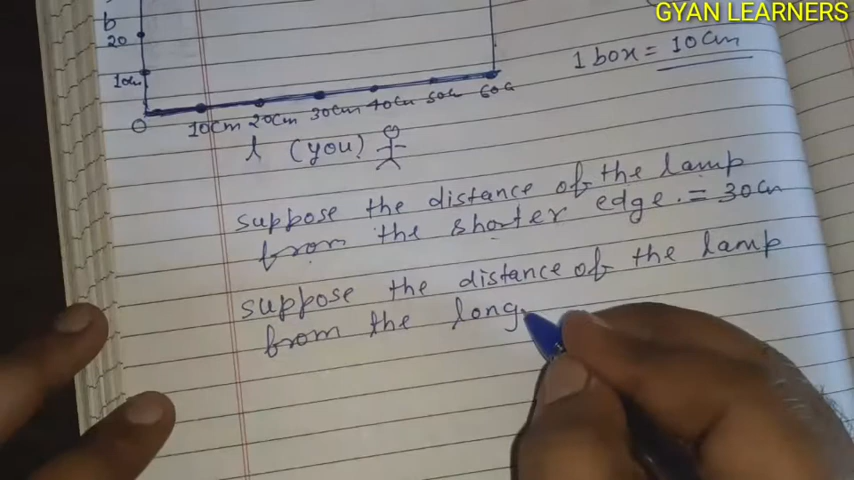 GYAN LEARNERS
b
20
10cm
1 box = 10cm
0
10cm 20cm 30cm 40cm 50cm 60cm
l (you)
suppose the distance of the lamp
from the shorter edge. = 30cm
suppose the distance of the lamp
from the long